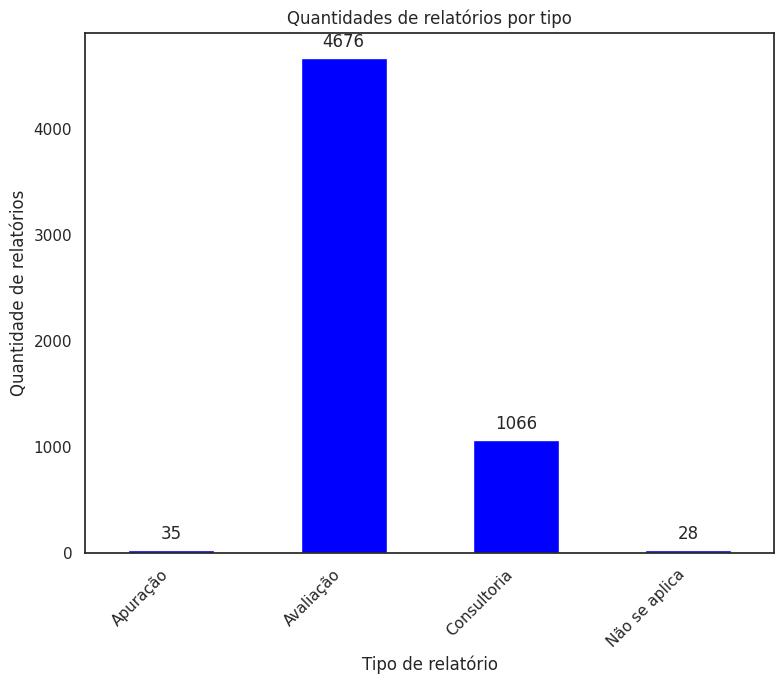 Quantidades de relatórios por tipo
4676
4000
3000
2000
1000
0
Quantidade de relatórios
35
1066
28
Apuração
Avaliação
Consultoria
Não se aplica
Tipo de relatório